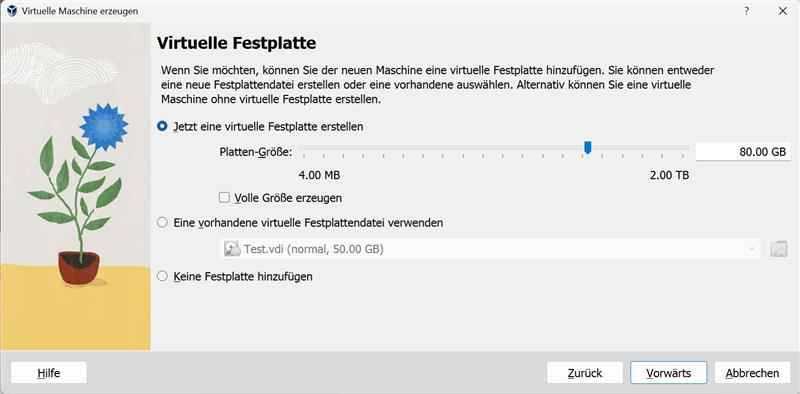 Virtuelle Maschine erzeugen
?
Virtuelle Festplatte
Wenn Sie möchten, können Sie der neuen Maschine eine virtuelle Festplatte hinzufügen. Sie können entweder
eine neue Festplattendatei erstellen oder eine vorhandene auswählen. Alternativ können Sie eine virtuelle
Maschine ohne virtuelle Festplatte erstellen.
Jetzt eine virtuelle Festplatte erstellen
Platten-Größe:
80.00 GB
4.00 MB
2.00 TB
Volle Größe erzeugen
Eine vorhandene virtuelle Festplattendatei verwenden
Test.vdi (normal, 50.00 GB)
Keine Festplatte hinzufügen
Hilfe
Zurück
Vorwärts
Abbrechen